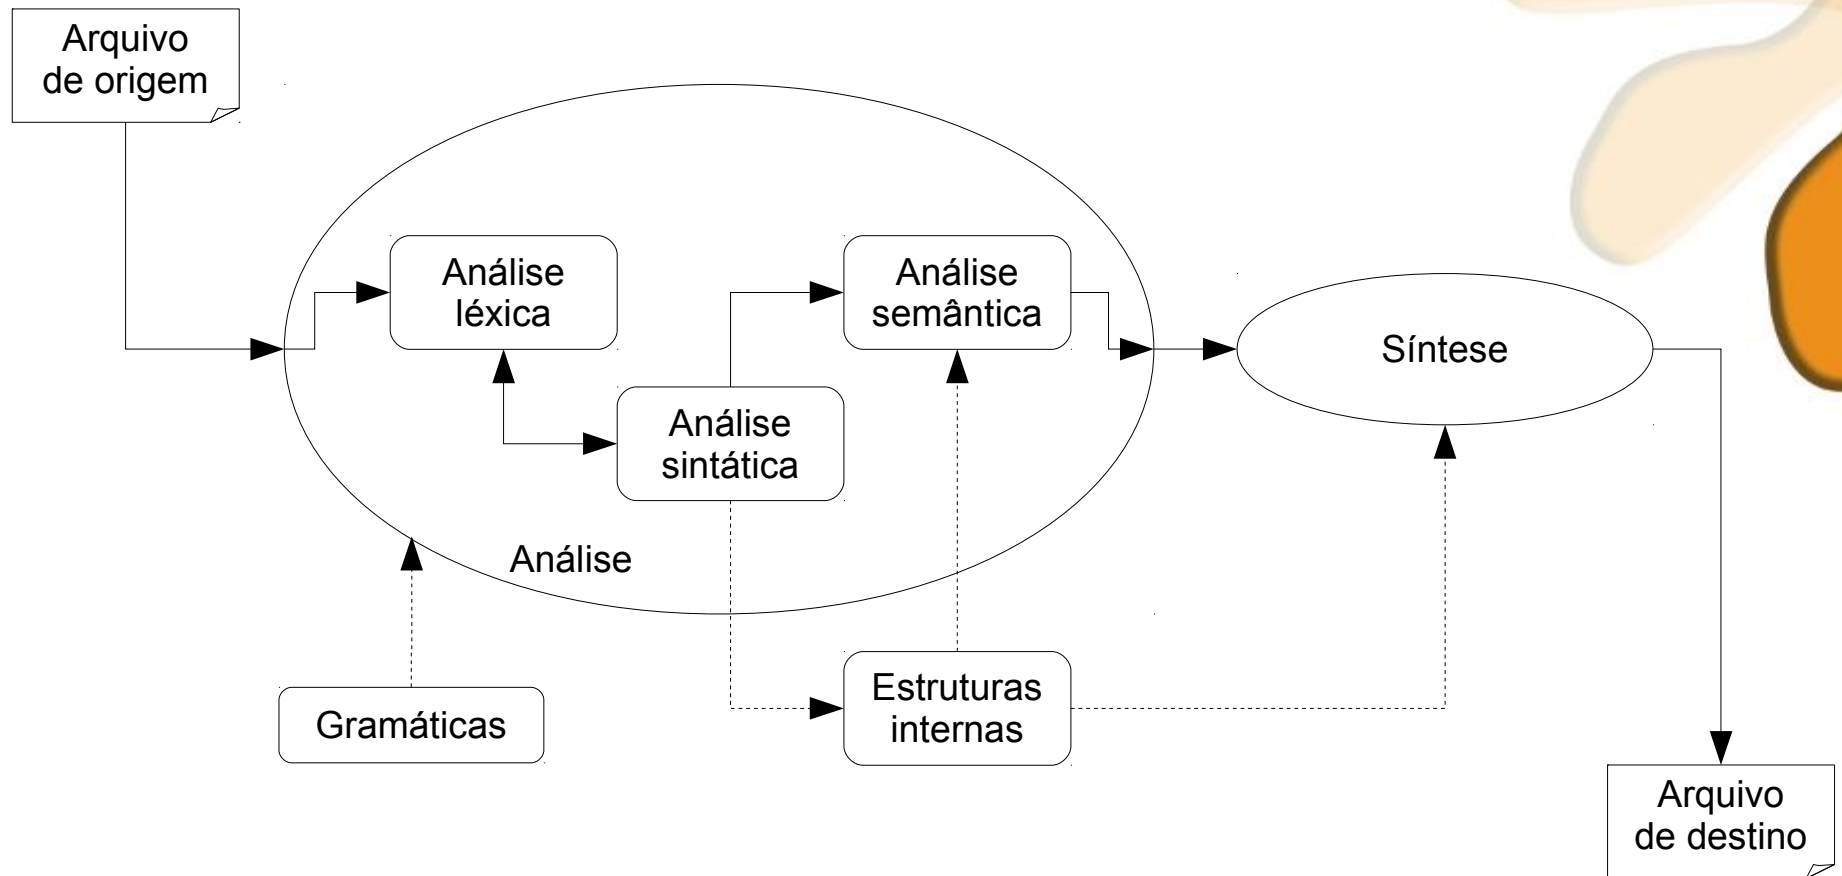 Arquivo
de origem
Análise
léxica
Análise
semântica
Síntese
Análise
sintática
Análise
Estruturas
internas
Gramáticas
Arquivo
de destino